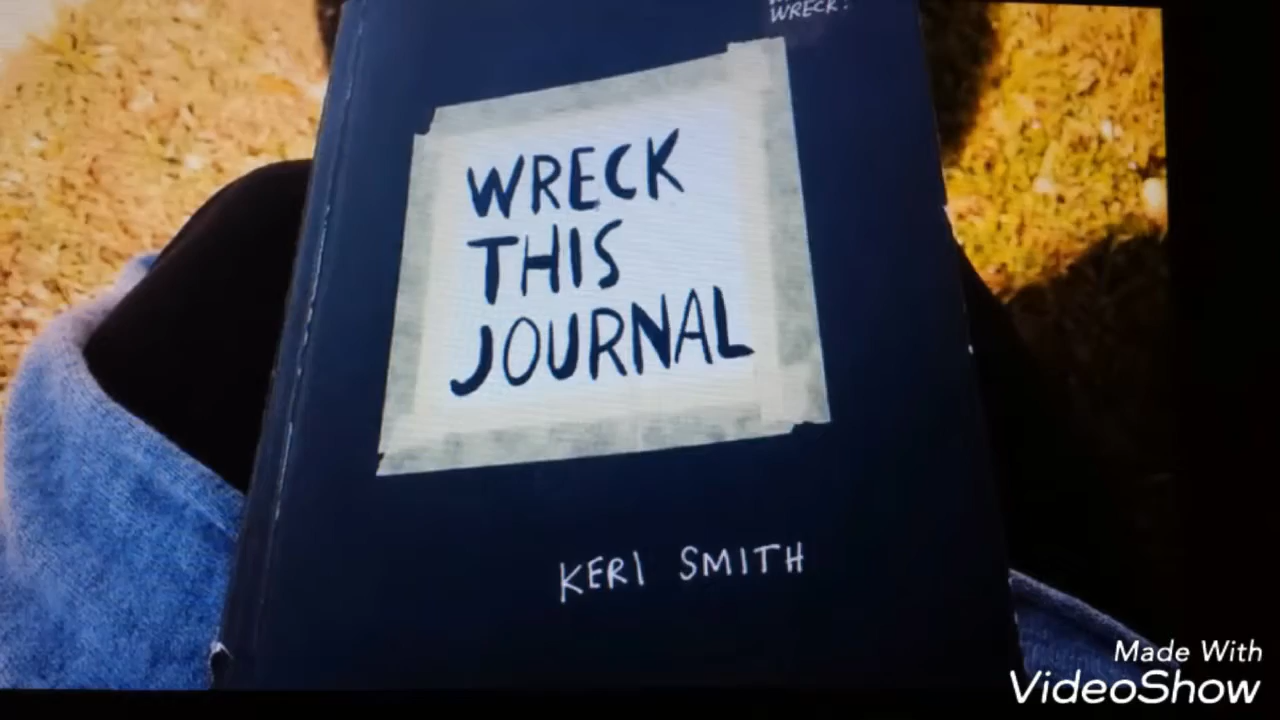 WRECK!
WRECK
THIS
JOURNAL
KERI SMITH
Made With
VideoShow